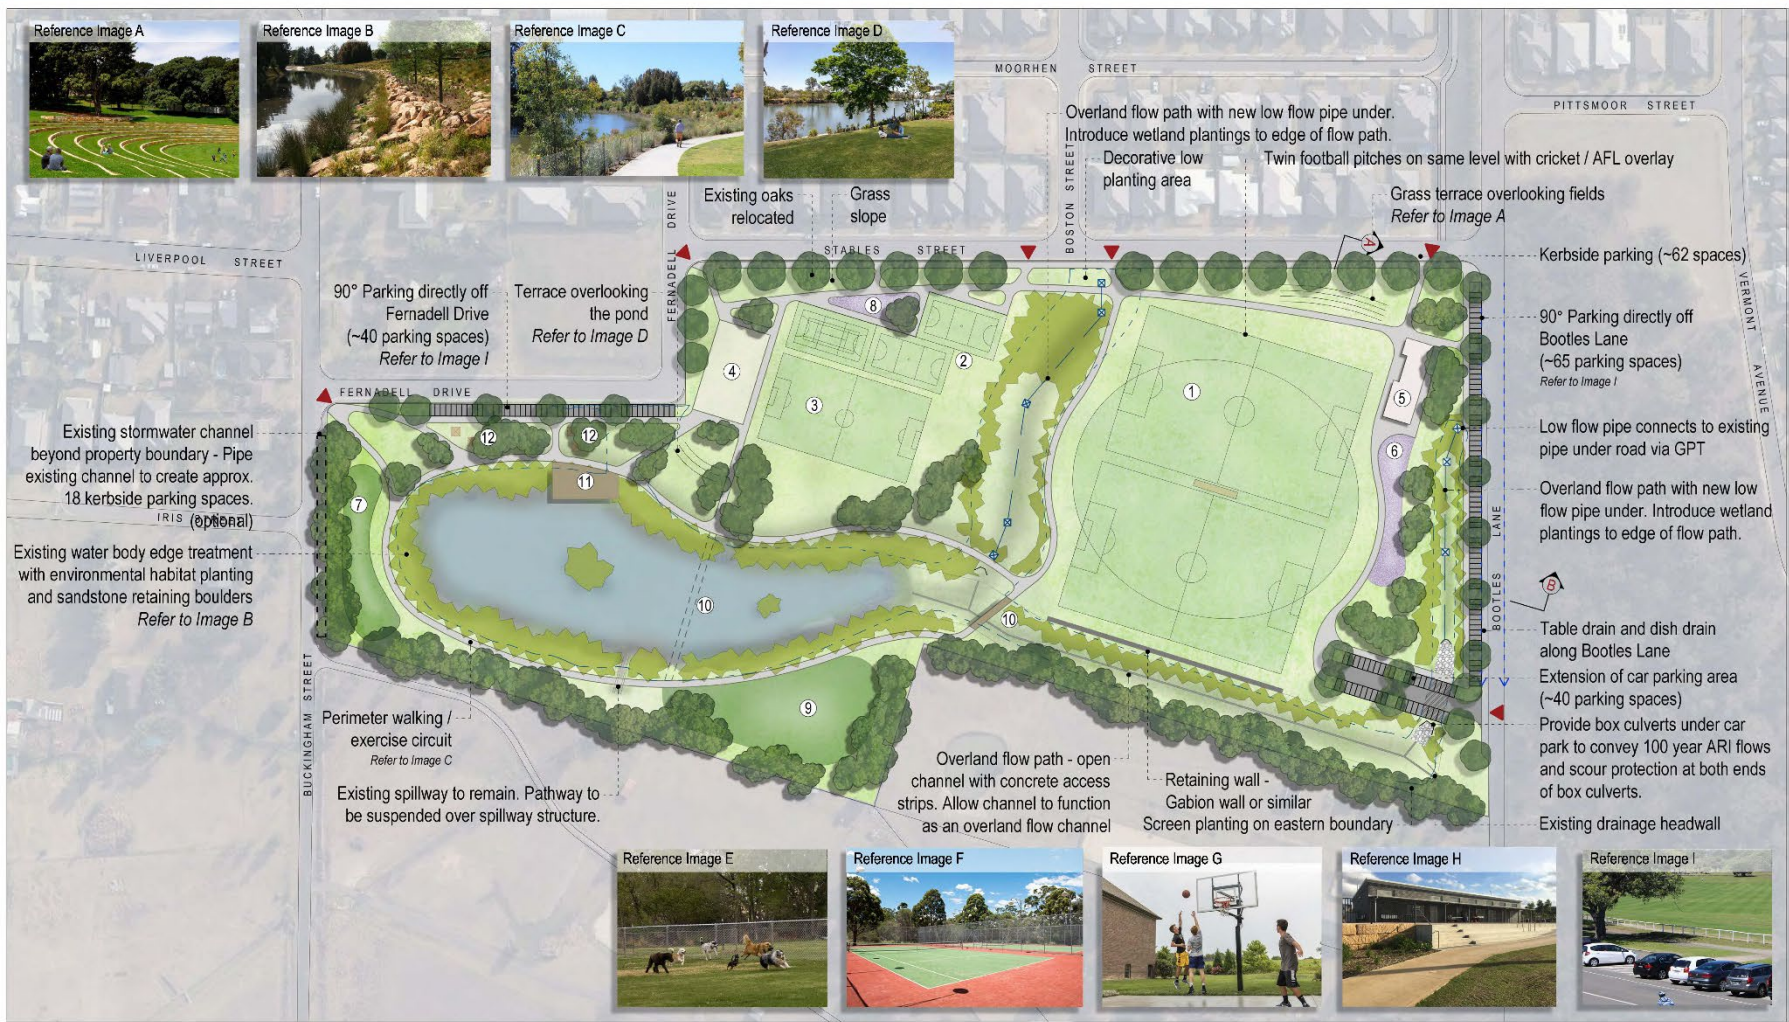 Reference Image A
Reference Image B
Reference Image C
Reference Image D
MOORHEN STREET
PITTSMOOR STREET
Overland flow path with new low flow pipe under.
Introduce wetland plantings to edge of flow path.
Decorative low
planting area
Twin football pitches on same level with cricket / AFL overlay
Grass terrace overlooking fields
Refer to Image A
Existing oaks
relocated
Grass
slope
FERNADELL DRIVE
STABLES STREET
BOSTON STREET
A
Kerbside parking (~62 spaces)
VERMONT AVENUE
LIVERPOOL STREET
90° Parking directly off
Fernadell Drive
(~40 parking spaces)
Refer to Image I
Terrace overlooking
the pond
Refer to Image D
90° Parking directly off
Bootles Lane
(~65 parking spaces)
Refer to Image I
FERNADELL DRIVE
8
2
4
3
1
5
6
12
12
11
7
10
10
9
Existing stormwater channel
beyond property boundary - Pipe
existing channel to create approx.
18 kerbside parking spaces.
(optional)
IRIS
Existing water body edge treatment
with environmental habitat planting
and sandstone retaining boulders
Refer to Image B
Low flow pipe connects to existing
pipe under road via GPT
Overland flow path with new low
flow pipe under. Introduce wetland
plantings to edge of flow path.
BOOTLES LANE
B
Table drain and dish drain
along Bootles Lane
Extension of car parking area
(~40 parking spaces)
Provide box culverts under car
park to convey 100 year ARI flows
and scour protection at both ends
of box culverts.
Existing drainage headwall
BUCKINGHAM STREET
Perimeter walking /
exercise circuit
Refer to Image C
Existing spillway to remain. Pathway to
be suspended over spillway structure.
Overland flow path - open
channel with concrete access
strips. Allow channel to function
as an overland flow channel
Retaining wall -
Gabion wall or similar
Screen planting on eastern boundary
Reference Image E
Reference Image F
Reference Image G
Reference Image H
Reference Image I